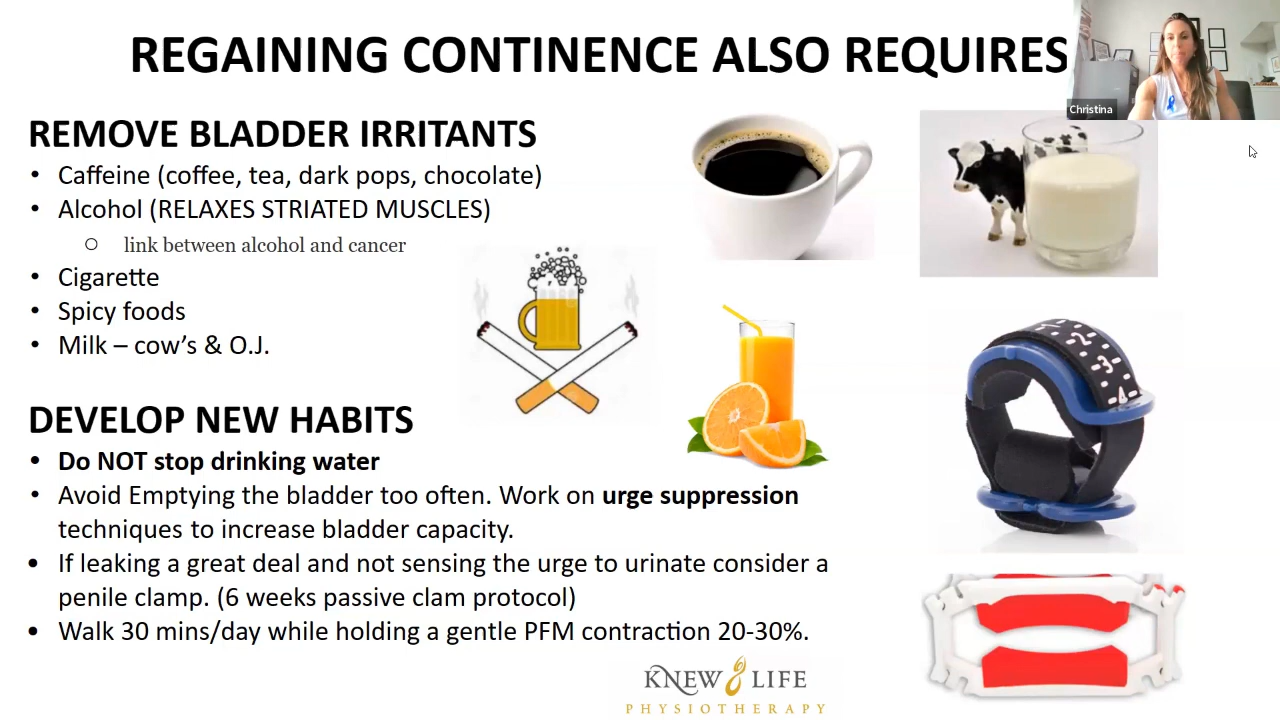 REGAINING CONTINENCE ALSO REQUIRES
Christina
REMOVE BLADDER IRRITANTS
• Caffeine (coffee, tea, dark pops, chocolate)
• Alcohol (RELAXES STRIATED MUSCLES)
○ link between alcohol and cancer
• Cigarette
• Spicy foods
• Milk – cow's & O.J.
DEVELOP NEW HABITS
• Do NOT stop drinking water
• Avoid Emptying the bladder too often. Work on urge suppression
techniques to increase bladder capacity.
• If leaking a great deal and not sensing the urge to urinate consider a
penile clamp. (6 weeks passive clam protocol)
• Walk 30 mins/day while holding a gentle PFM contraction 20-30%.
1 2 3 4
KNEW LIFE
PHYSIOTHERAPY